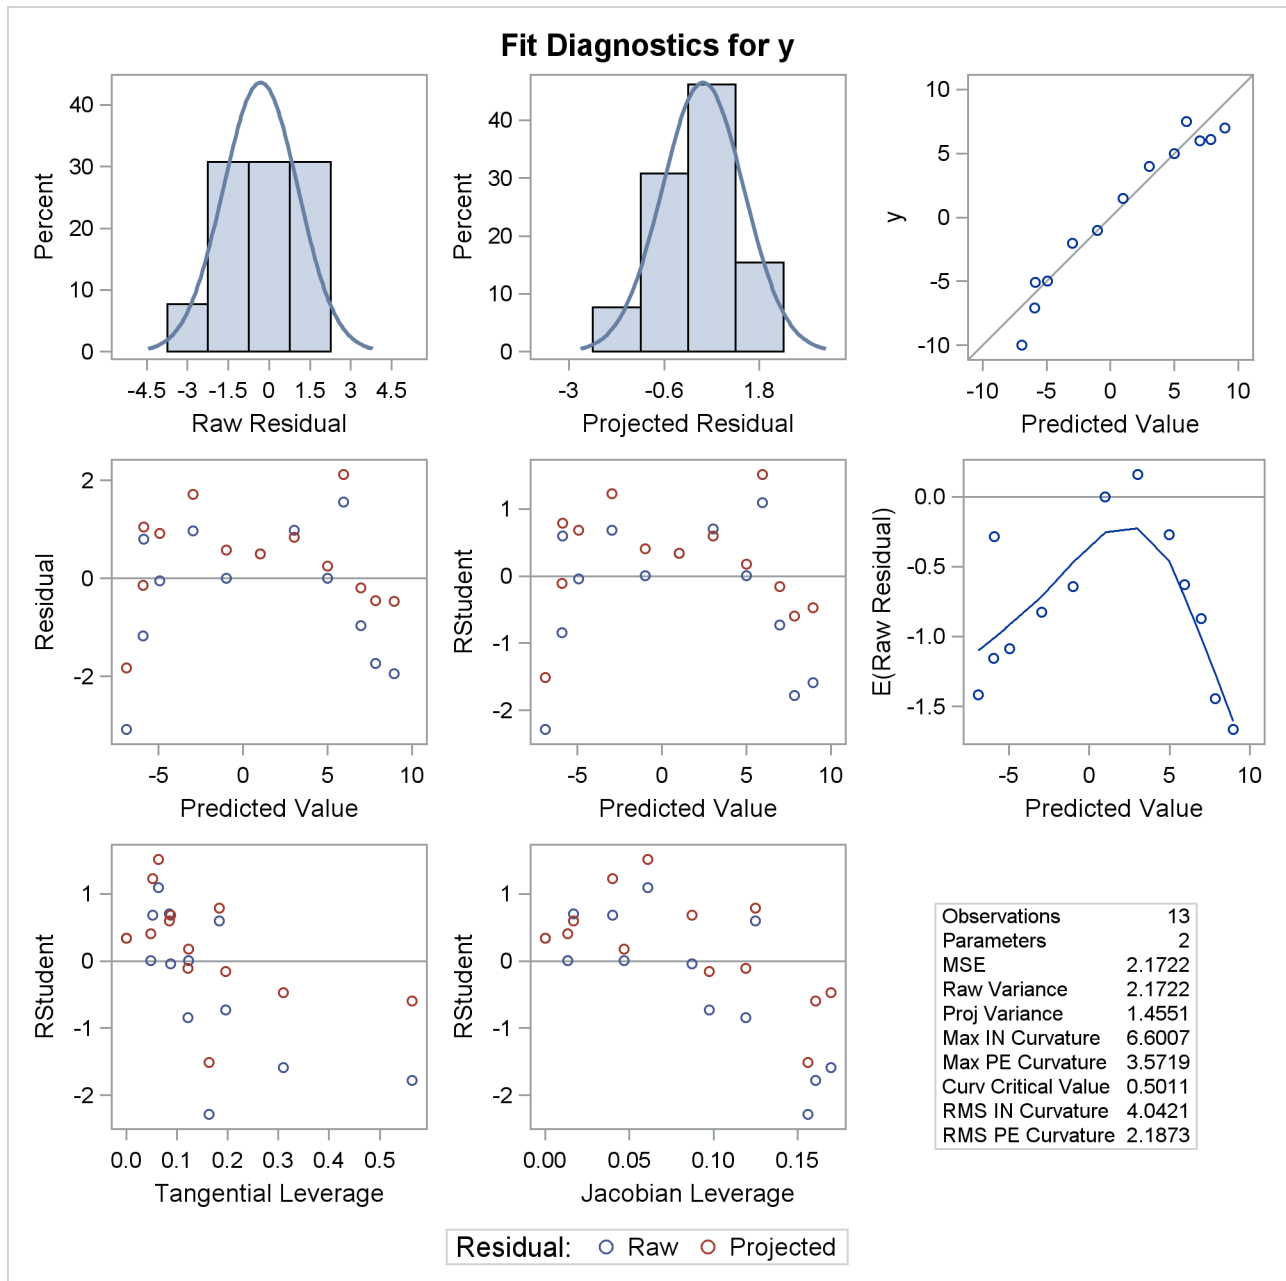 Fit Diagnostics for y
Percent
40
30
20
10
0
-4.5 -3 -1.5 0 1.5 3 4.5
Raw Residual
Percent
40
30
20
10
0
-3 -0.6 1.8
Projected Residual
y
10
5
0
-5
-10
-10 -5 0 5 10
Predicted Value
Residual
2
0
-2
-5 0 5 10
Predicted Value
RStudent
1
0
-1
-2
-5 0 5 10
Predicted Value
E(Raw Residual)
0.0
-0.5
-1.0
-1.5
-5 0 5 10
Predicted Value
RStudent
1
0
-1
-2
0.0 0.1 0.2 0.3 0.4 0.5
Tangential Leverage
RStudent
1
0
-1
-2
0.00 0.05 0.10 0.15
Jacobian Leverage
Observations 13
Parameters 2
MSE 2.1722
Raw Variance 2.1722
Proj Variance 1.4551
Max IN Curvature 6.6007
Max PE Curvature 3.5719
Curv Critical Value 0.5011
RMS IN Curvature 4.0421
RMS PE Curvature 2.1873
Residual: Raw Projected